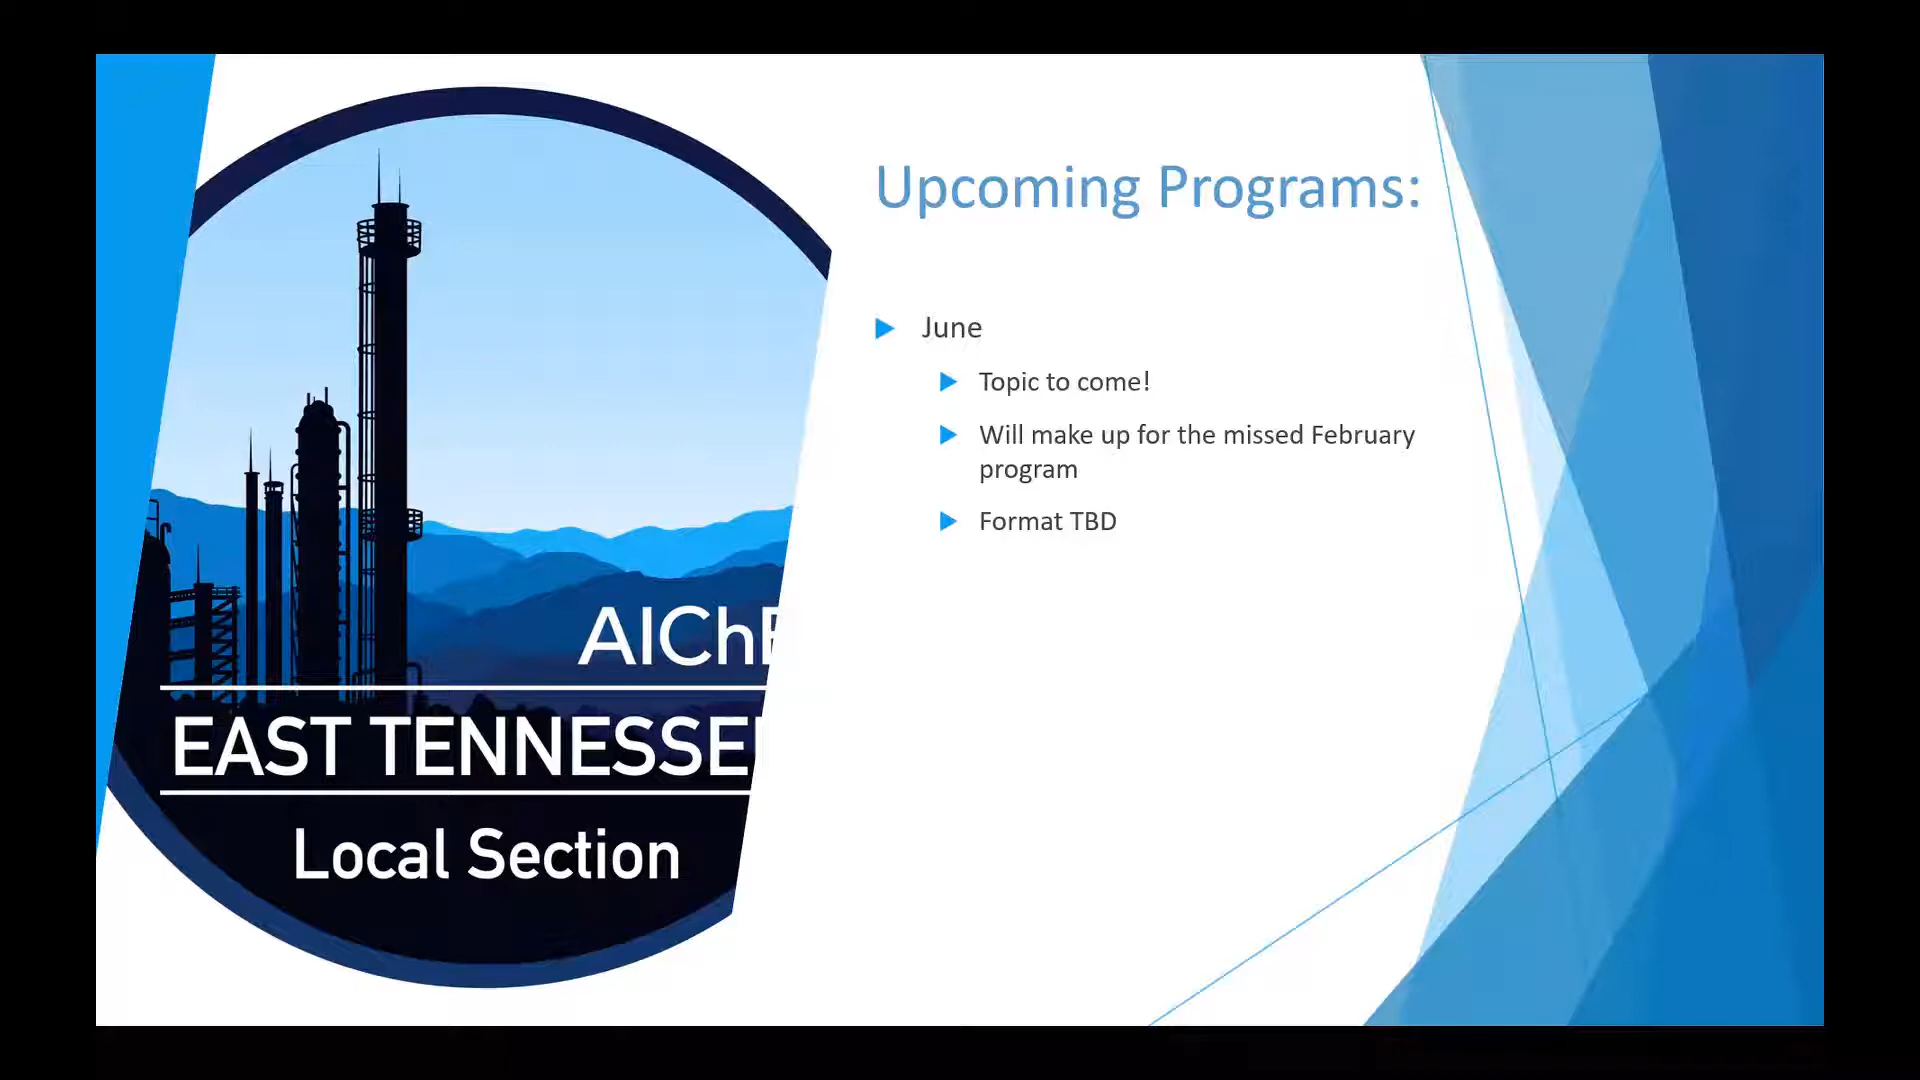 Upcoming Programs:
June
Topic to come!
Will make up for the missed February
program
Format TBD
AIChE
EAST TENNESSEE
Local Section